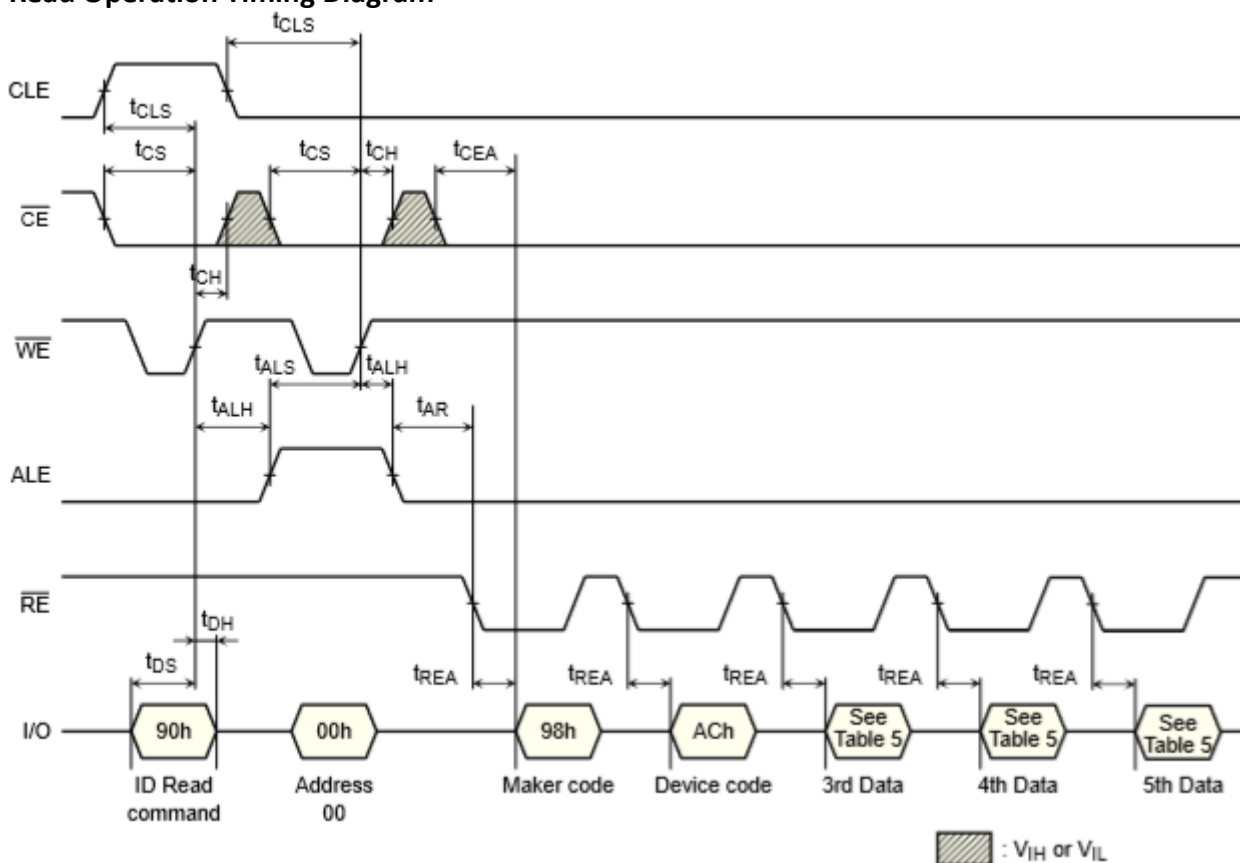 Read Operation Timing Diagram
tCLS
CLE
tCLS
tCS
tCS
tCH
tCEA
CE
tCH
WE
tALS
tALH
tALH
tAR
ALE
RE
tDH
tDS
tREA
tREA
tREA
tREA
tREA
I/O
90h
00h
98h
ACh
See
Table 5
See
Table 5
See
Table 5
ID Read
command
Address
00
Maker code
Device code
3rd Data
4th Data
5th Data
: VIH or VIL